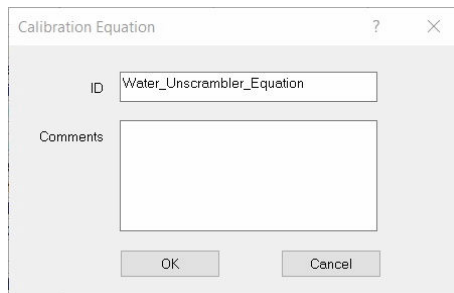 Calibration Equation ? ×
ID Water_Unscrambler_Equation
Comments
OK Cancel